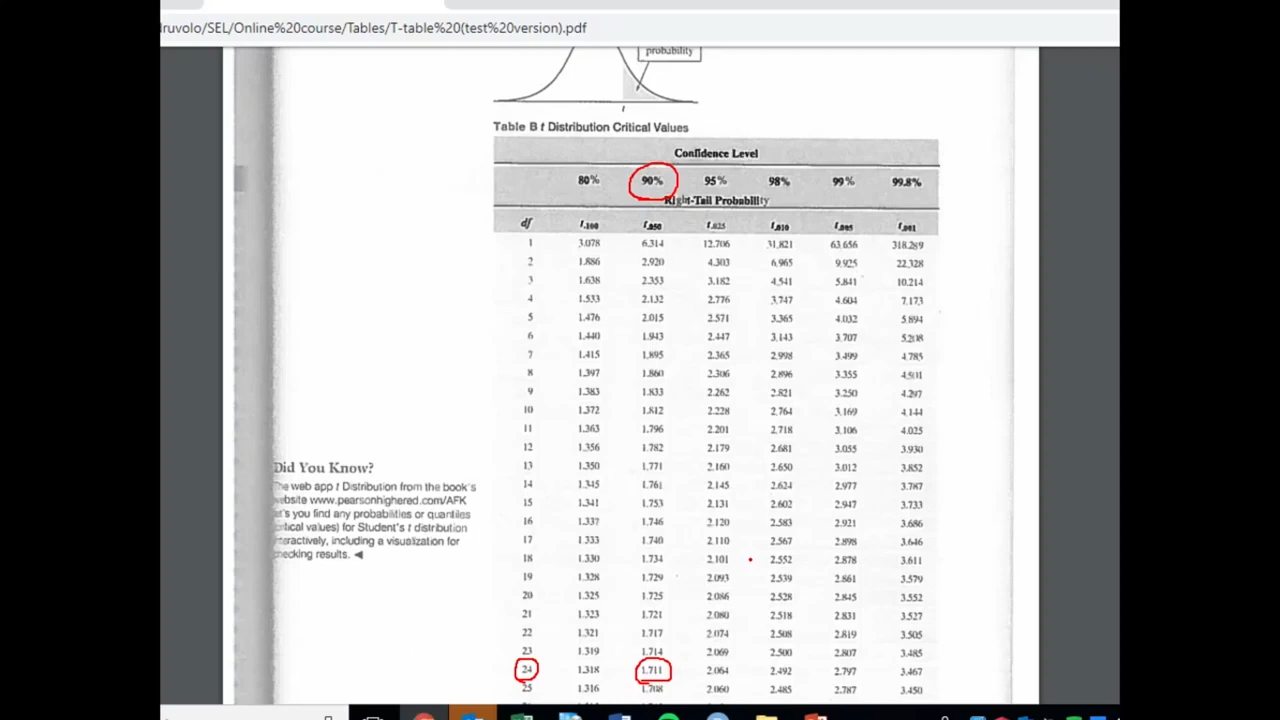 druvolo/SEL/Online%20course/Tables/T-table%20(test%20version).pdf
probability
t
Table B t Distribution Critical Values
Confidence Level
80% 90% 95% 98% 99% 99.8%
Right-Tail Probability
df t.100 t.050 t.025 t.010 t.005 t.001
1 3.078 6.314 12.706 31.821 63.656 318.289
2 1.886 2.920 4.303 6.965 9.925 22.328
3 1.638 2.353 3.182 4.541 5.841 10.214
4 1.533 2.132 2.776 3.747 4.604 7.173
5 1.476 2.015 2.571 3.365 4.032 5.894
6 1.440 1.943 2.447 3.143 3.707 5.208
7 1.415 1.895 2.365 2.998 3.499 4.785
8 1.397 1.860 2.306 2.896 3.355 4.501
9 1.383 1.833 2.262 2.821 3.250 4.297
10 1.372 1.812 2.228 2.764 3.169 4.144
11 1.363 1.796 2.201 2.718 3.106 4.025
12 1.356 1.782 2.179 2.681 3.055 3.930
13 1.350 1.771 2.160 2.650 3.012 3.852
14 1.345 1.761 2.145 2.624 2.977 3.787
15 1.341 1.753 2.131 2.602 2.947 3.733
16 1.337 1.746 2.120 2.583 2.921 3.686
17 1.333 1.740 2.110 2.567 2.898 3.646
18 1.330 1.734 2.101 2.552 2.878 3.611
19 1.328 1.729 2.093 2.539 2.861 3.579
20 1.325 1.725 2.086 2.528 2.845 3.552
21 1.323 1.721 2.080 2.518 2.831 3.527
22 1.321 1.717 2.074 2.508 2.819 3.505
23 1.319 1.714 2.069 2.500 2.807 3.485
24 1.318 1.711 2.064 2.492 2.797 3.467
25 1.316 1.708 2.060 2.485 2.787 3.450
Did You Know?
The web app t Distribution from the book's
website www.pearsonhighered.com/AFK
let's you find any probabilities or quantiles
(critical values) for Student's t distribution
interactively, including a visualization for
checking results. ◀